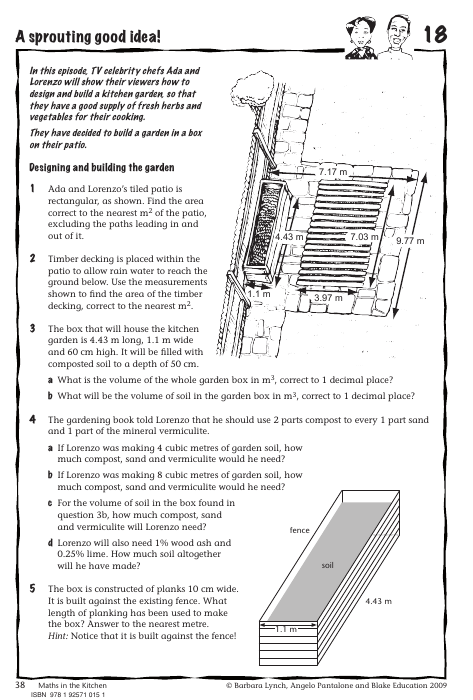 A sprouting good idea!
18
In this episode, TV celebrity chefs Ada and
Lorenzo will show their viewers how to
design and build a kitchen garden, so that
they have a good supply of fresh herbs and
vegetables for their cooking.
They have decided to build a garden in a box
on their patio.
Designing and building the garden
1 Ada and Lorenzo's tiled patio is
rectangular, as shown. Find the area
correct to the nearest m² of the patio,
excluding the paths leading in and
out of it.
2 Timber decking is placed within the
patio to allow rain water to reach the
ground below. Use the measurements
shown to find the area of the timber
decking, correct to the nearest m².
7.17 m
4.43 m
7.03 m
9.77 m
1.1 m
3.97 m
3 The box that will house the kitchen
garden is 4.43 m long, 1.1 m wide
and 60 cm high. It will be filled with
composted soil to a depth of 50 cm.
a What is the volume of the whole garden box in m³, correct to 1 decimal place?
b What will be the volume of soil in the garden box, in m³, correct to 1 decimal place?
4 The gardening book told Lorenzo that he should use 2 parts compost to every 1 part sand
and 1 part of the mineral vermiculite.
a If Lorenzo was making 4 cubic metres of garden soil, how
much compost, sand and vermiculite would he need?
b If Lorenzo was making 8 cubic metres of garden soil, how
much compost, sand and vermiculite would he need?
c For the volume of soil in the box found in
question 3b, how much compost, sand
and vermiculite will Lorenzo need?
d Lorenzo will also need 1% wood ash and
0.25% lime. How much soil altogether
will he have made?
5 The box is constructed of planks 10 cm wide.
It is built against the existing fence. What
length of planking has been used to make
the box? Answer to the nearest metre.
Hint: Notice that it is built against the fence!
fence
soil
4.43 m
1.1 m
38 Maths in the Kitchen
© Barbara Lynch, Angelo Pantalone and Blake Education 2009
ISBN 978 1 92571 015 1